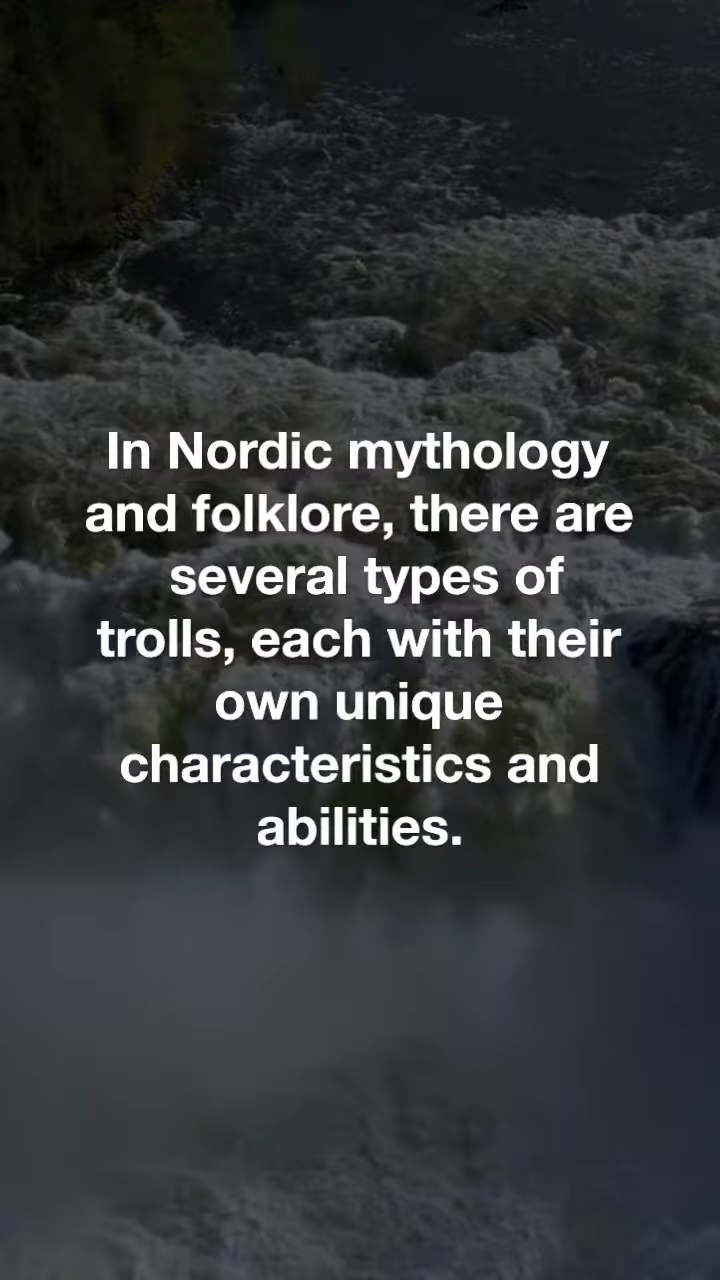 In Nordic mythology
and folklore, there are
several types of
trolls, each with their
own unique
characteristics and
abilities.